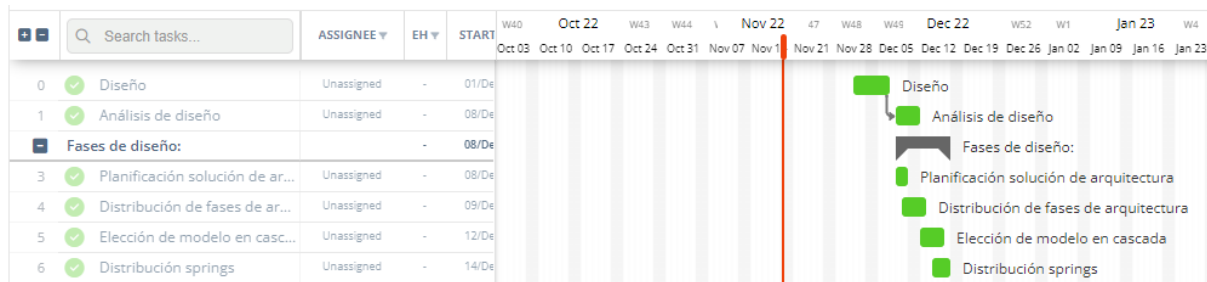 W40 Oct 22 W43 W44 Nov 22 47 W48 W49 Dec 22 W52 W1 Jan 23 W4
Search tasks... ASSIGNEE EH START
Oct 03 Oct 10 Oct 17 Oct 24 Oct 31 Nov 07 Nov 1 Nov 21 Nov 28 Dec 05 Dec 12 Dec 19 Dec 26 Jan 02 Jan 09 Jan 16 Jan 23
0 Diseño Unassigned - 01/De Diseño
1 Análisis de diseño Unassigned - 08/De Análisis de diseño
Fases de diseño: - 08/De Fases de diseño:
3 Planificación solución de ar... Unassigned - 08/De Planificación solución de arquitectura
4 Distribución de fases de ar... Unassigned - 09/De Distribución de fases de arquitectura
5 Elección de modelo en casc... Unassigned - 12/De Elección de modelo en cascada
6 Distribución springs Unassigned - 14/De Distribución springs